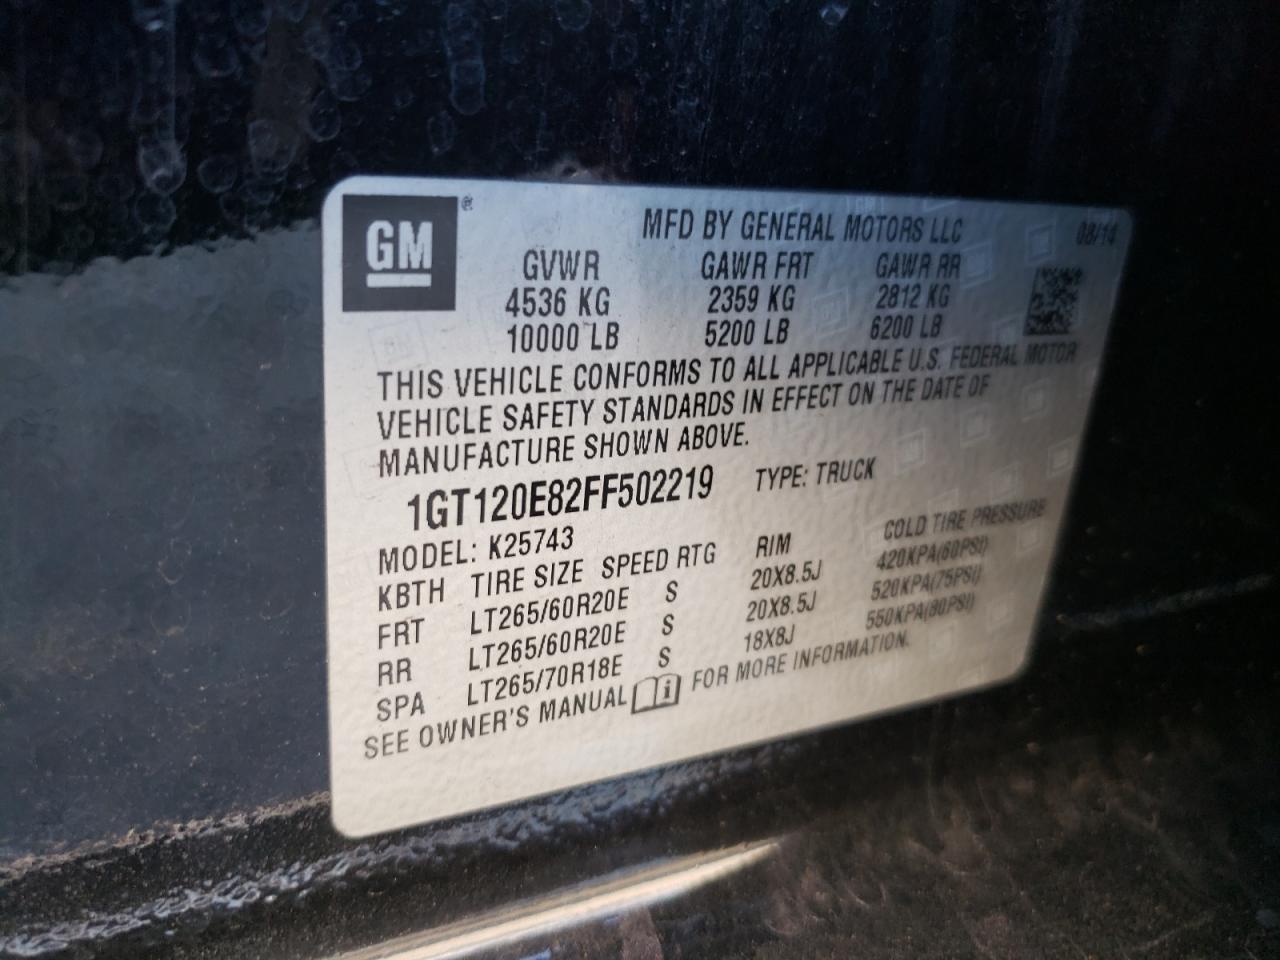 GM®
MFD BY GENERAL MOTORS LLC 08/14
GVWR GAWR FRT GAWR RR
4536 KG 2359 KG 2812 KG
10000 LB 5200 LB 6200 LB
THIS VEHICLE CONFORMS TO ALL APPLICABLE U.S. FEDERAL MOTOR
VEHICLE SAFETY STANDARDS IN EFFECT ON THE DATE OF
MANUFACTURE SHOWN ABOVE.
1GT120E82FF502219 TYPE: TRUCK
MODEL: K25743
KBTH TIRE SIZE SPEED RTG RIM COLD TIRE PRESSURE
FRT LT265/60R20E S 20X8.5J 420KPA(60PSI)
RR LT265/60R20E S 20X8.5J 520KPA(75PSI)
SPA LT265/70R18E S 18X8J 550KPA(80PSI)
SEE OWNER'S MANUAL FOR MORE INFORMATION.